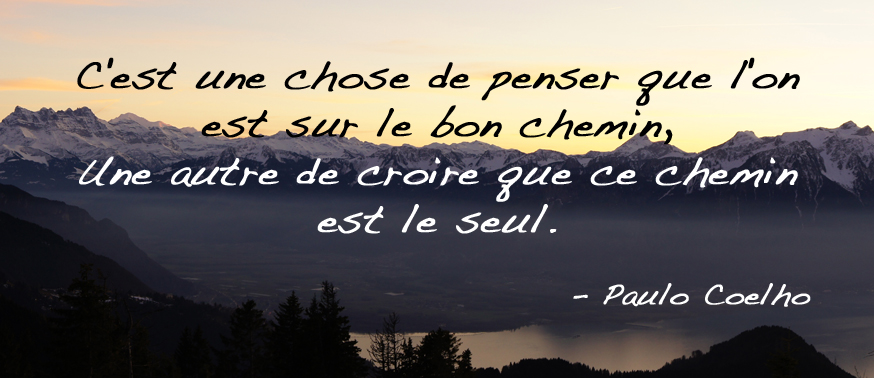 C'est une chose de penser que l'on
est sur le bon chemin,
Une autre de croire que ce chemin
est le seul.
- Paulo Coelho